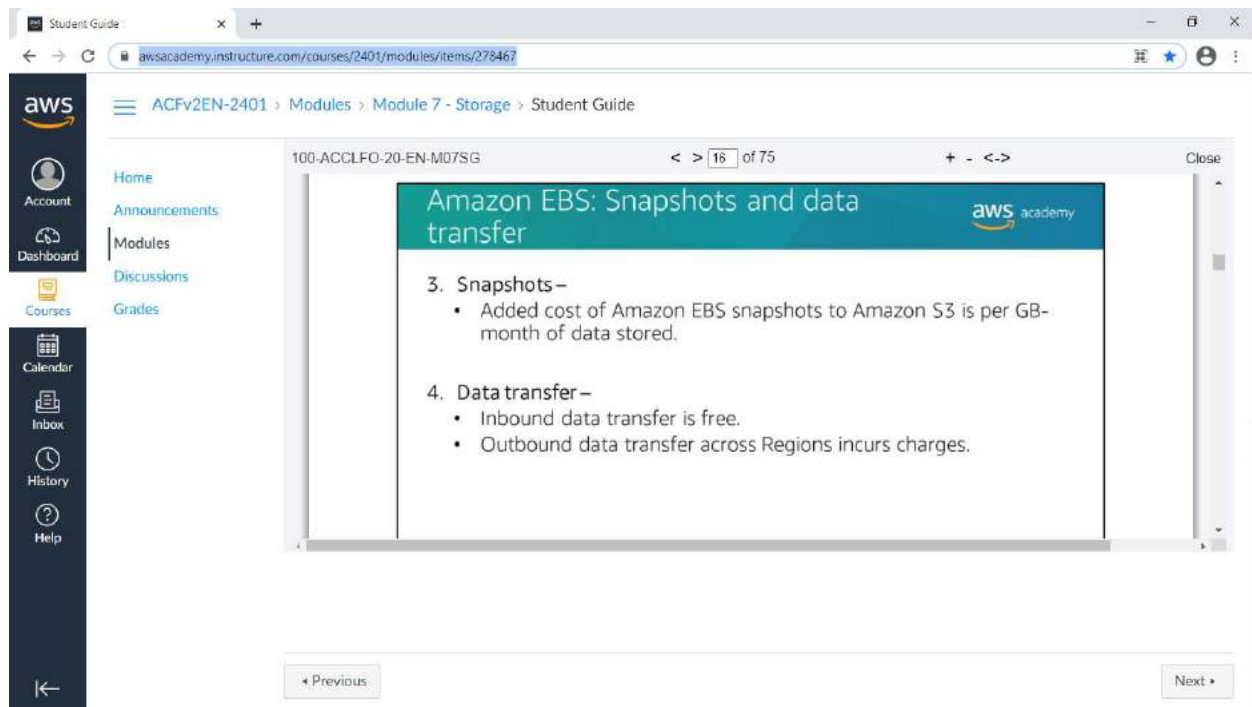 Student Guide
awsacademy.instructure.com/courses/2401/modules/items/278467
aws
ACFv2EN-2401 › Modules › Module 7 - Storage › Student Guide
Account
Dashboard
Courses
Calendar
Inbox
History
Help
Home
Announcements
Modules
Discussions
Grades
100-ACCLFO-20-EN-M07SG < > 16 of 75 + - <-> Close
Amazon EBS: Snapshots and data
transfer
aws academy
3. Snapshots –
• Added cost of Amazon EBS snapshots to Amazon S3 is per GB-
month of data stored.
4. Data transfer –
• Inbound data transfer is free.
• Outbound data transfer across Regions incurs charges.
◂ Previous
Next ▸